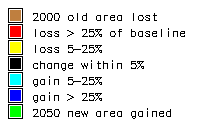 2000 old area lost
loss > 25% of baseline
loss 5-25%
change within 5%
gain 5-25%
gain > 25%
2050 new area gained